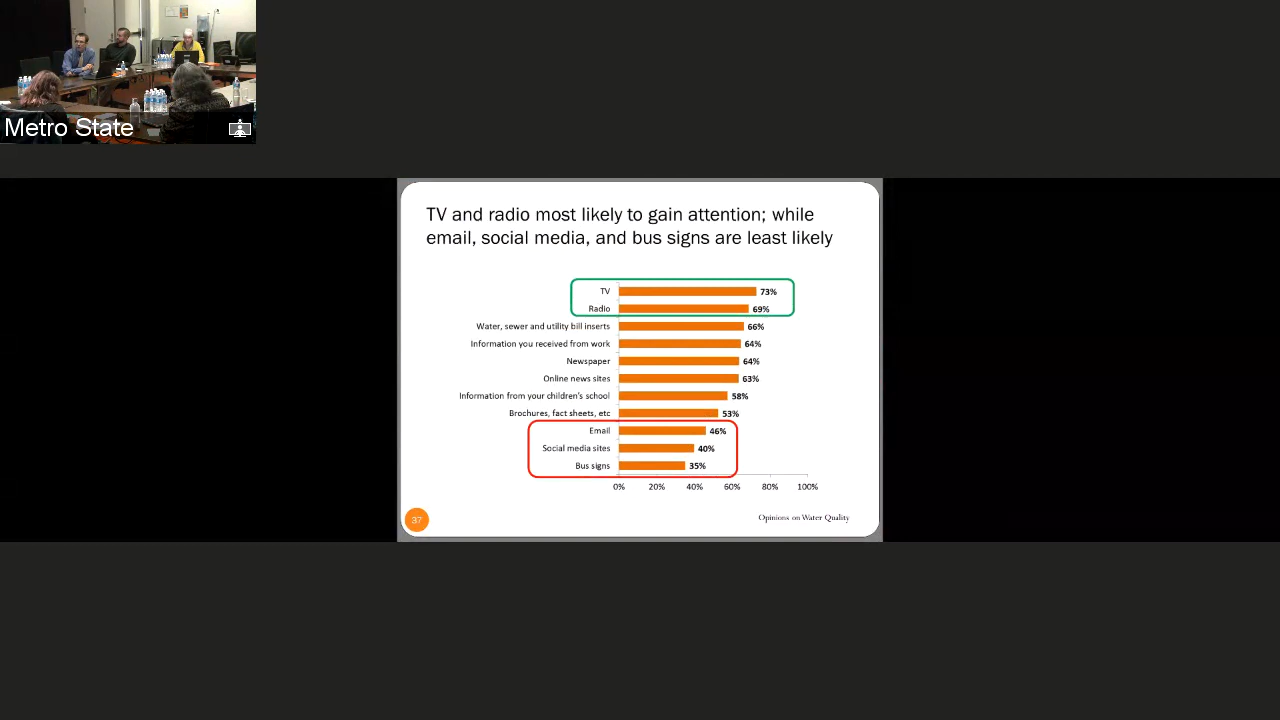 Metro State
TV and radio most likely to gain attention; while
email, social media, and bus signs are least likely
TV 73%
Radio 69%
Water, sewer and utility bill inserts 66%
Information you received from work 64%
Newspaper 64%
Online news sites 63%
Information from your children's school 58%
Brochures, fact sheets, etc 53%
Email 46%
Social media sites 40%
Bus signs 35%
0% 20% 40% 60% 80% 100%
37
Opinions on Water Quality